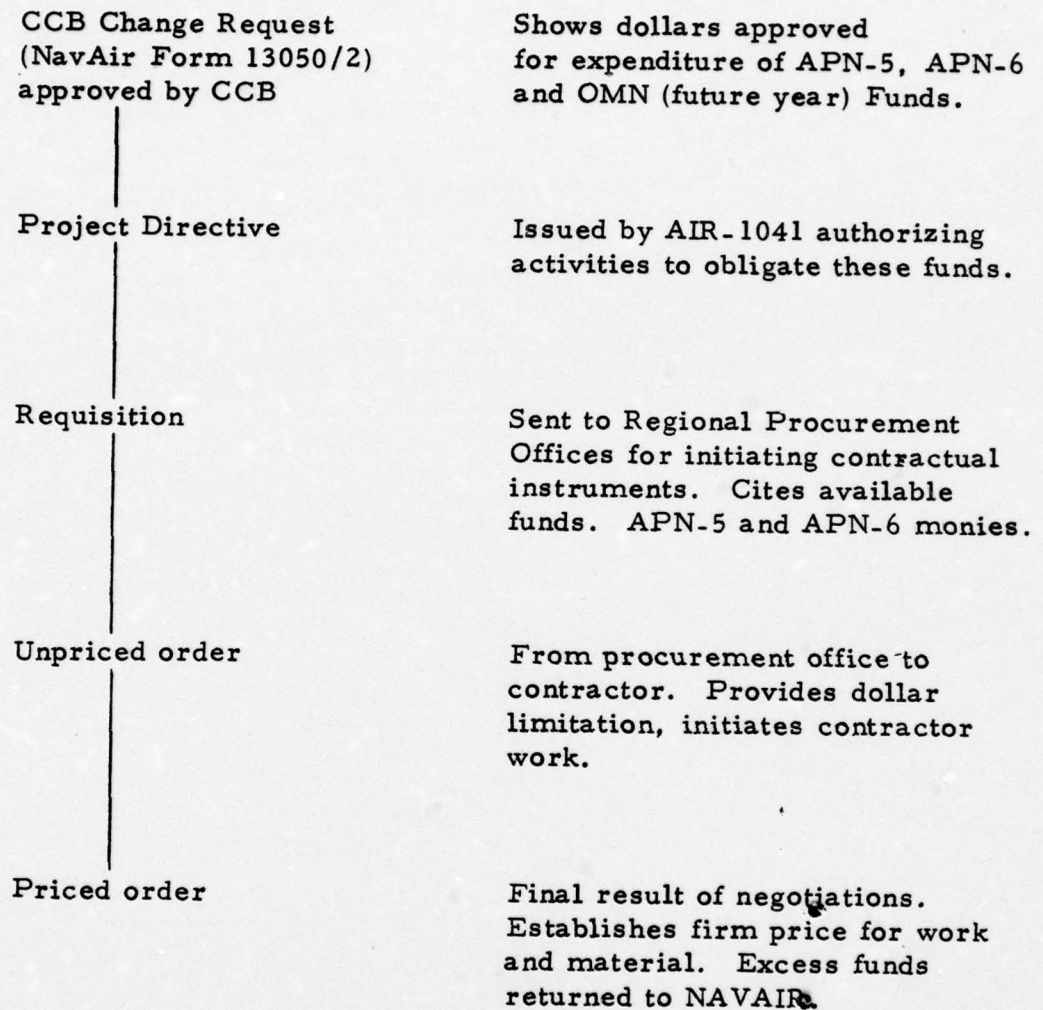 CCB Change Request
(NavAir Form 13050/2)
approved by CCB
Shows dollars approved
for expenditure of APN-5, APN-6
and OMN (future year) Funds.
Project Directive
Issued by AIR-1041 authorizing
activities to obligate these funds.
Requisition
Sent to Regional Procurement
Offices for initiating contractual
instruments. Cites available
funds. APN-5 and APN-6 monies.
Unpriced order
From procurement office to
contractor. Provides dollar
limitation, initiates contractor
work.
Priced order
Final result of negotiations.
Establishes firm price for work
and material. Excess funds
returned to NAVAIR.